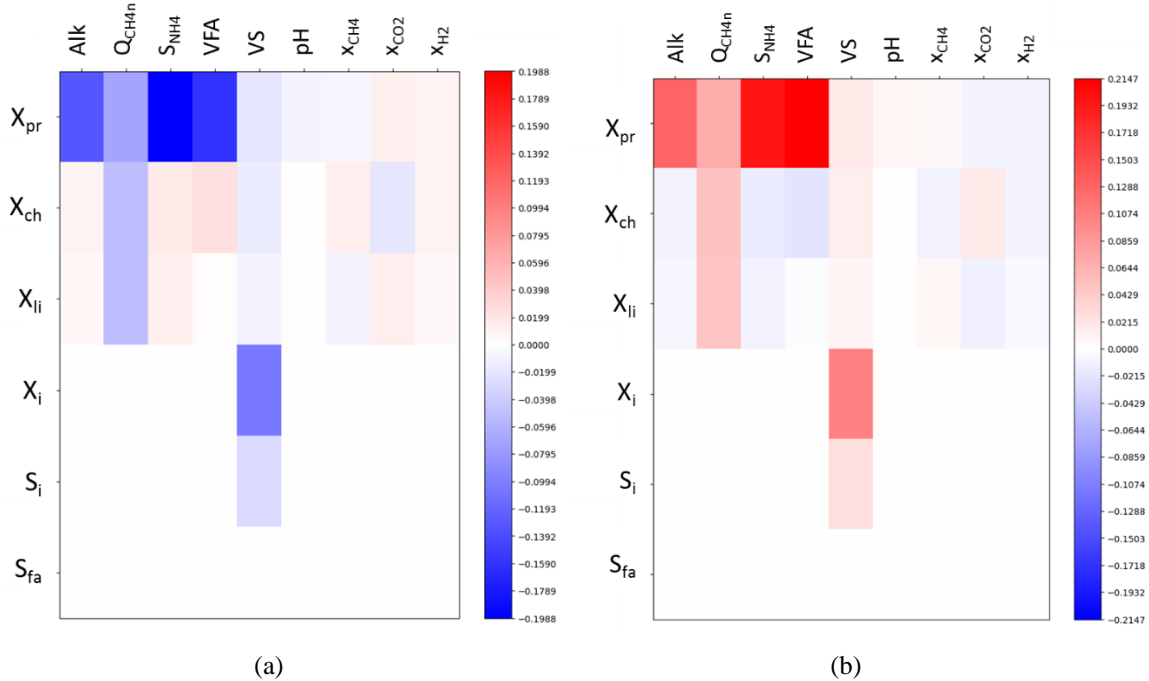 Alk Q_CH4n S_NH4 VFA VS pH x_CH4 x_CO2 x_H2
X_pr
X_ch
X_li
X_i
S_i
S_fa
0.1988
0.1789
0.1590
0.1392
0.1193
0.0994
0.0795
0.0596
0.0398
0.0199
0.0000
−0.0199
−0.0398
−0.0596
−0.0795
−0.0994
−0.1193
−0.1392
−0.1590
−0.1789
−0.1988
(a)
Alk Q_CH4n S_NH4 VFA VS pH x_CH4 x_CO2 x_H2
X_pr
X_ch
X_li
X_i
S_i
S_fa
0.2147
0.1932
0.1718
0.1503
0.1288
0.1074
0.0859
0.0644
0.0429
0.0215
0.0000
−0.0215
−0.0429
−0.0644
−0.0859
−0.1074
−0.1288
−0.1503
−0.1718
−0.1932
−0.2147
(b)